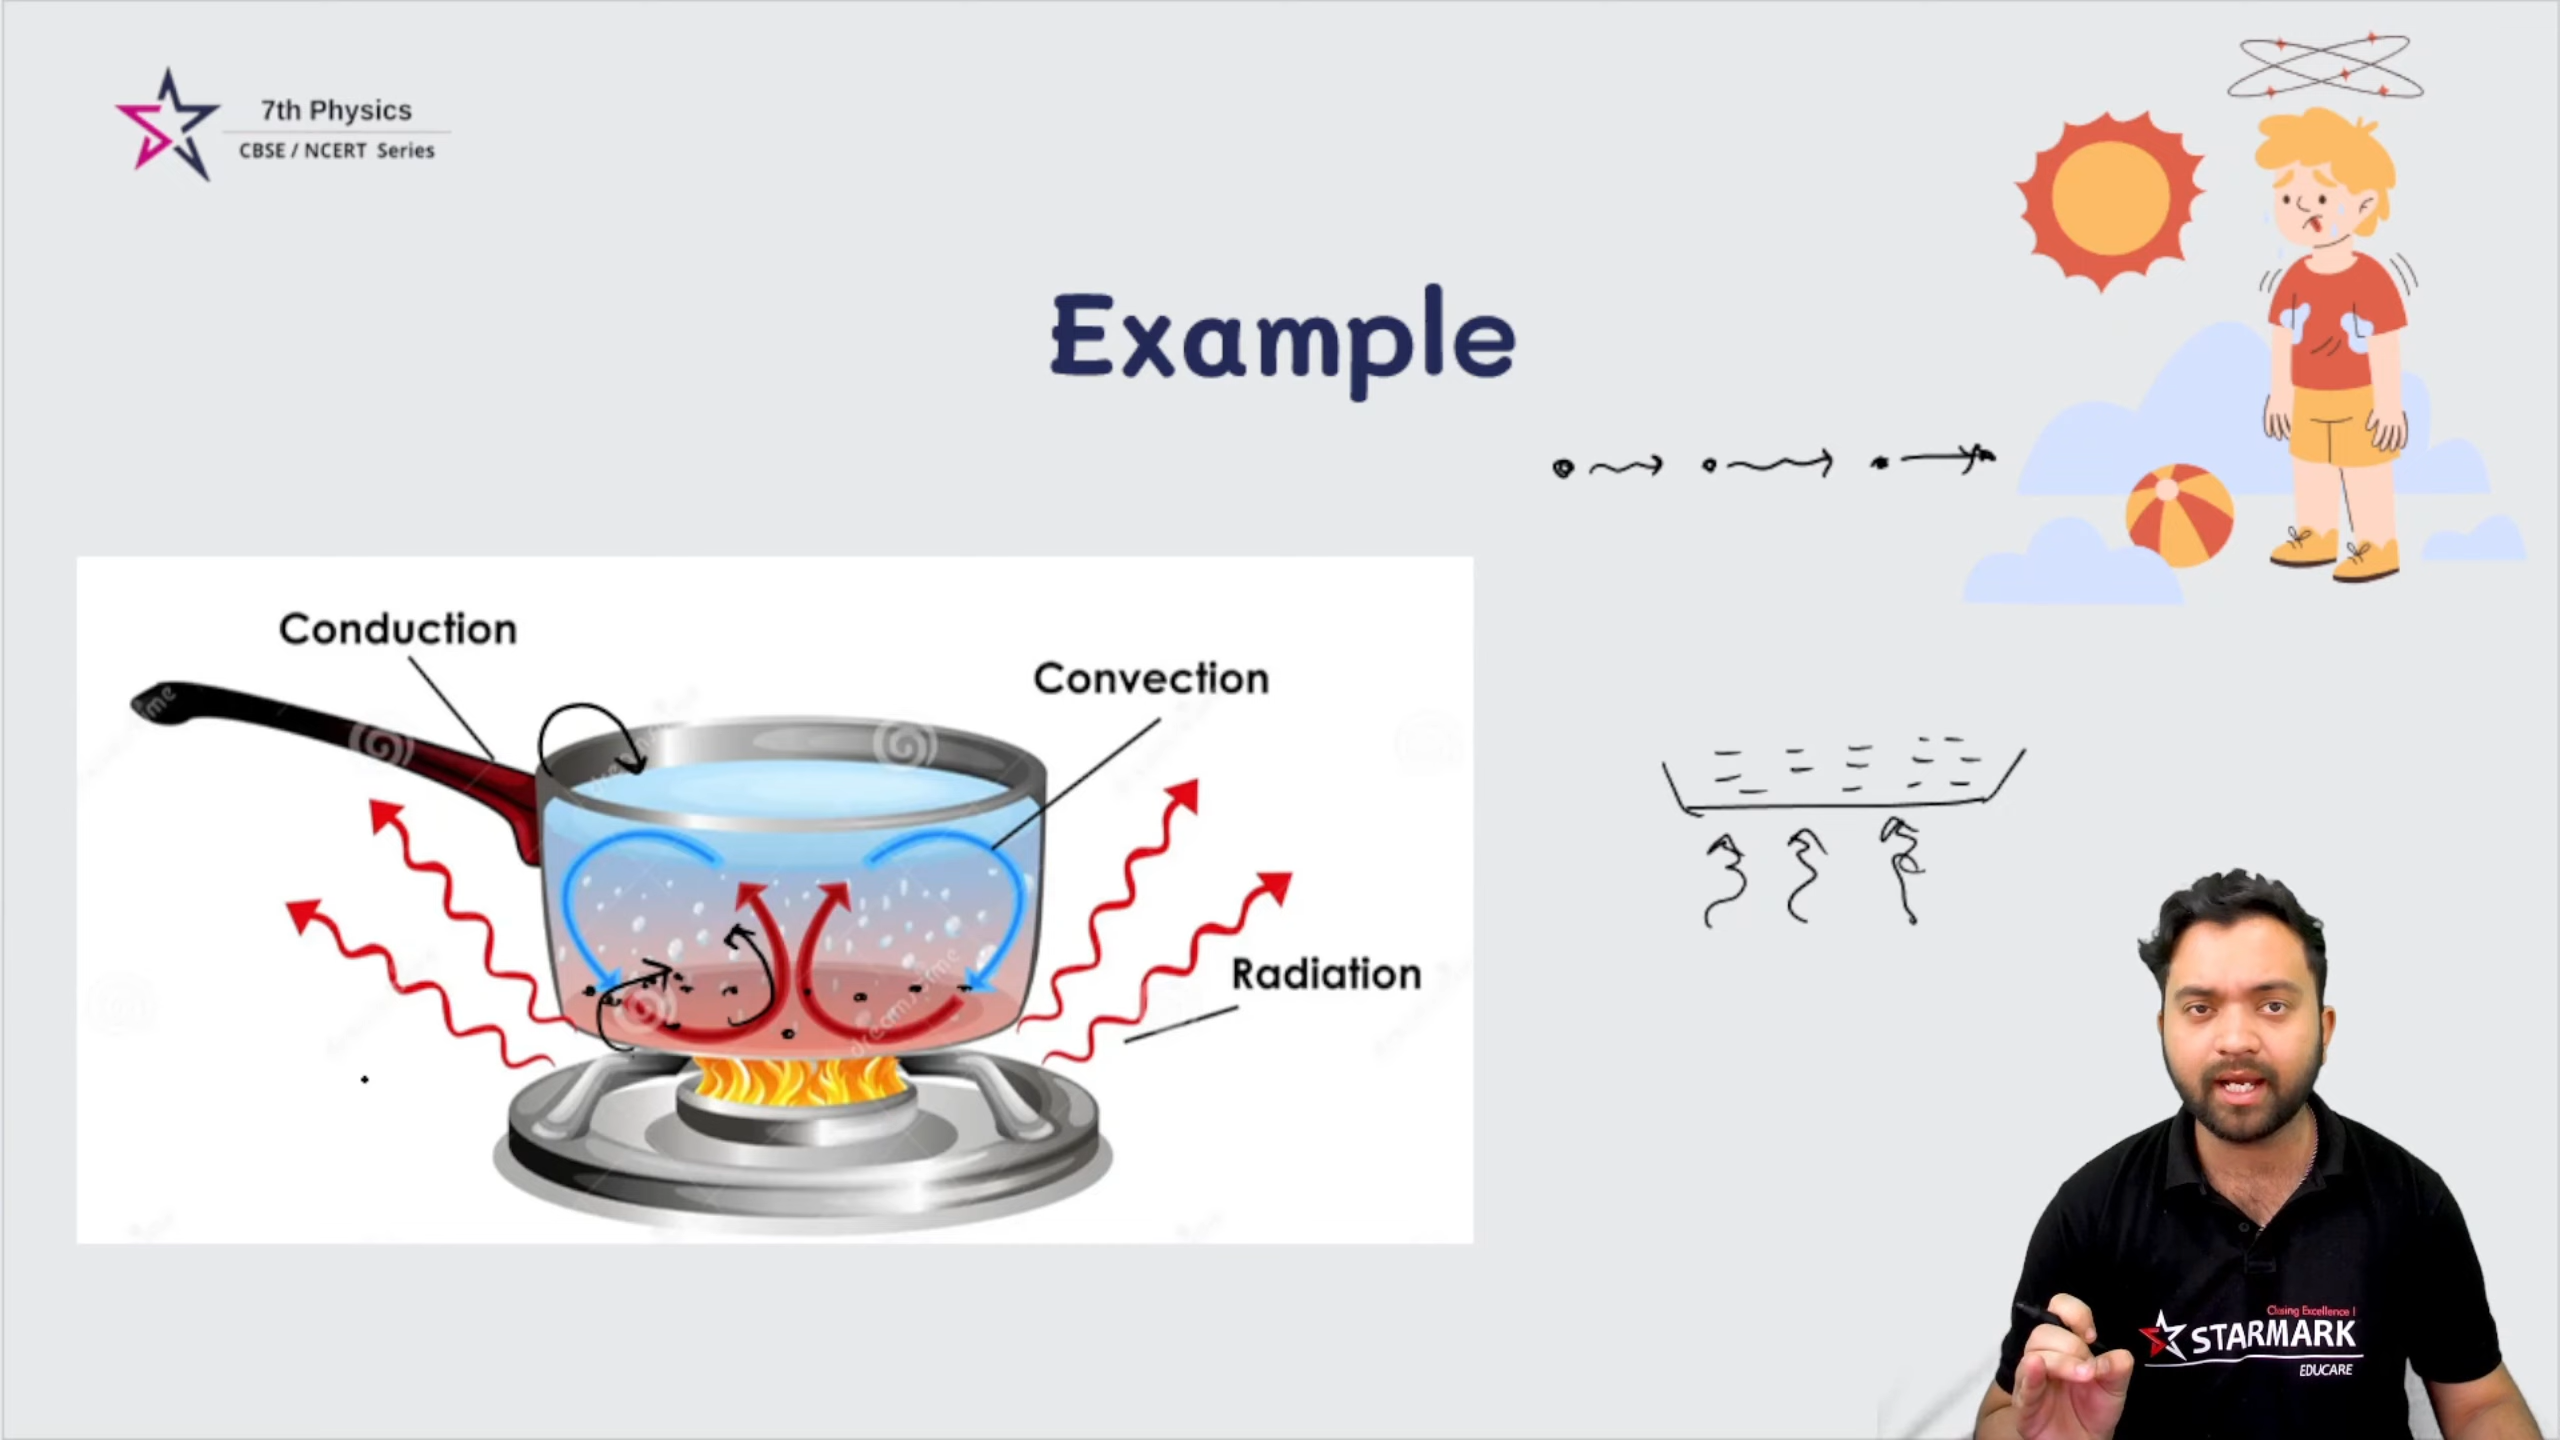 7th Physics
CBSE / NCERT Series
Example
Conduction
Convection
Radiation
Closing Excellence !
STARMARK
EDUCARE